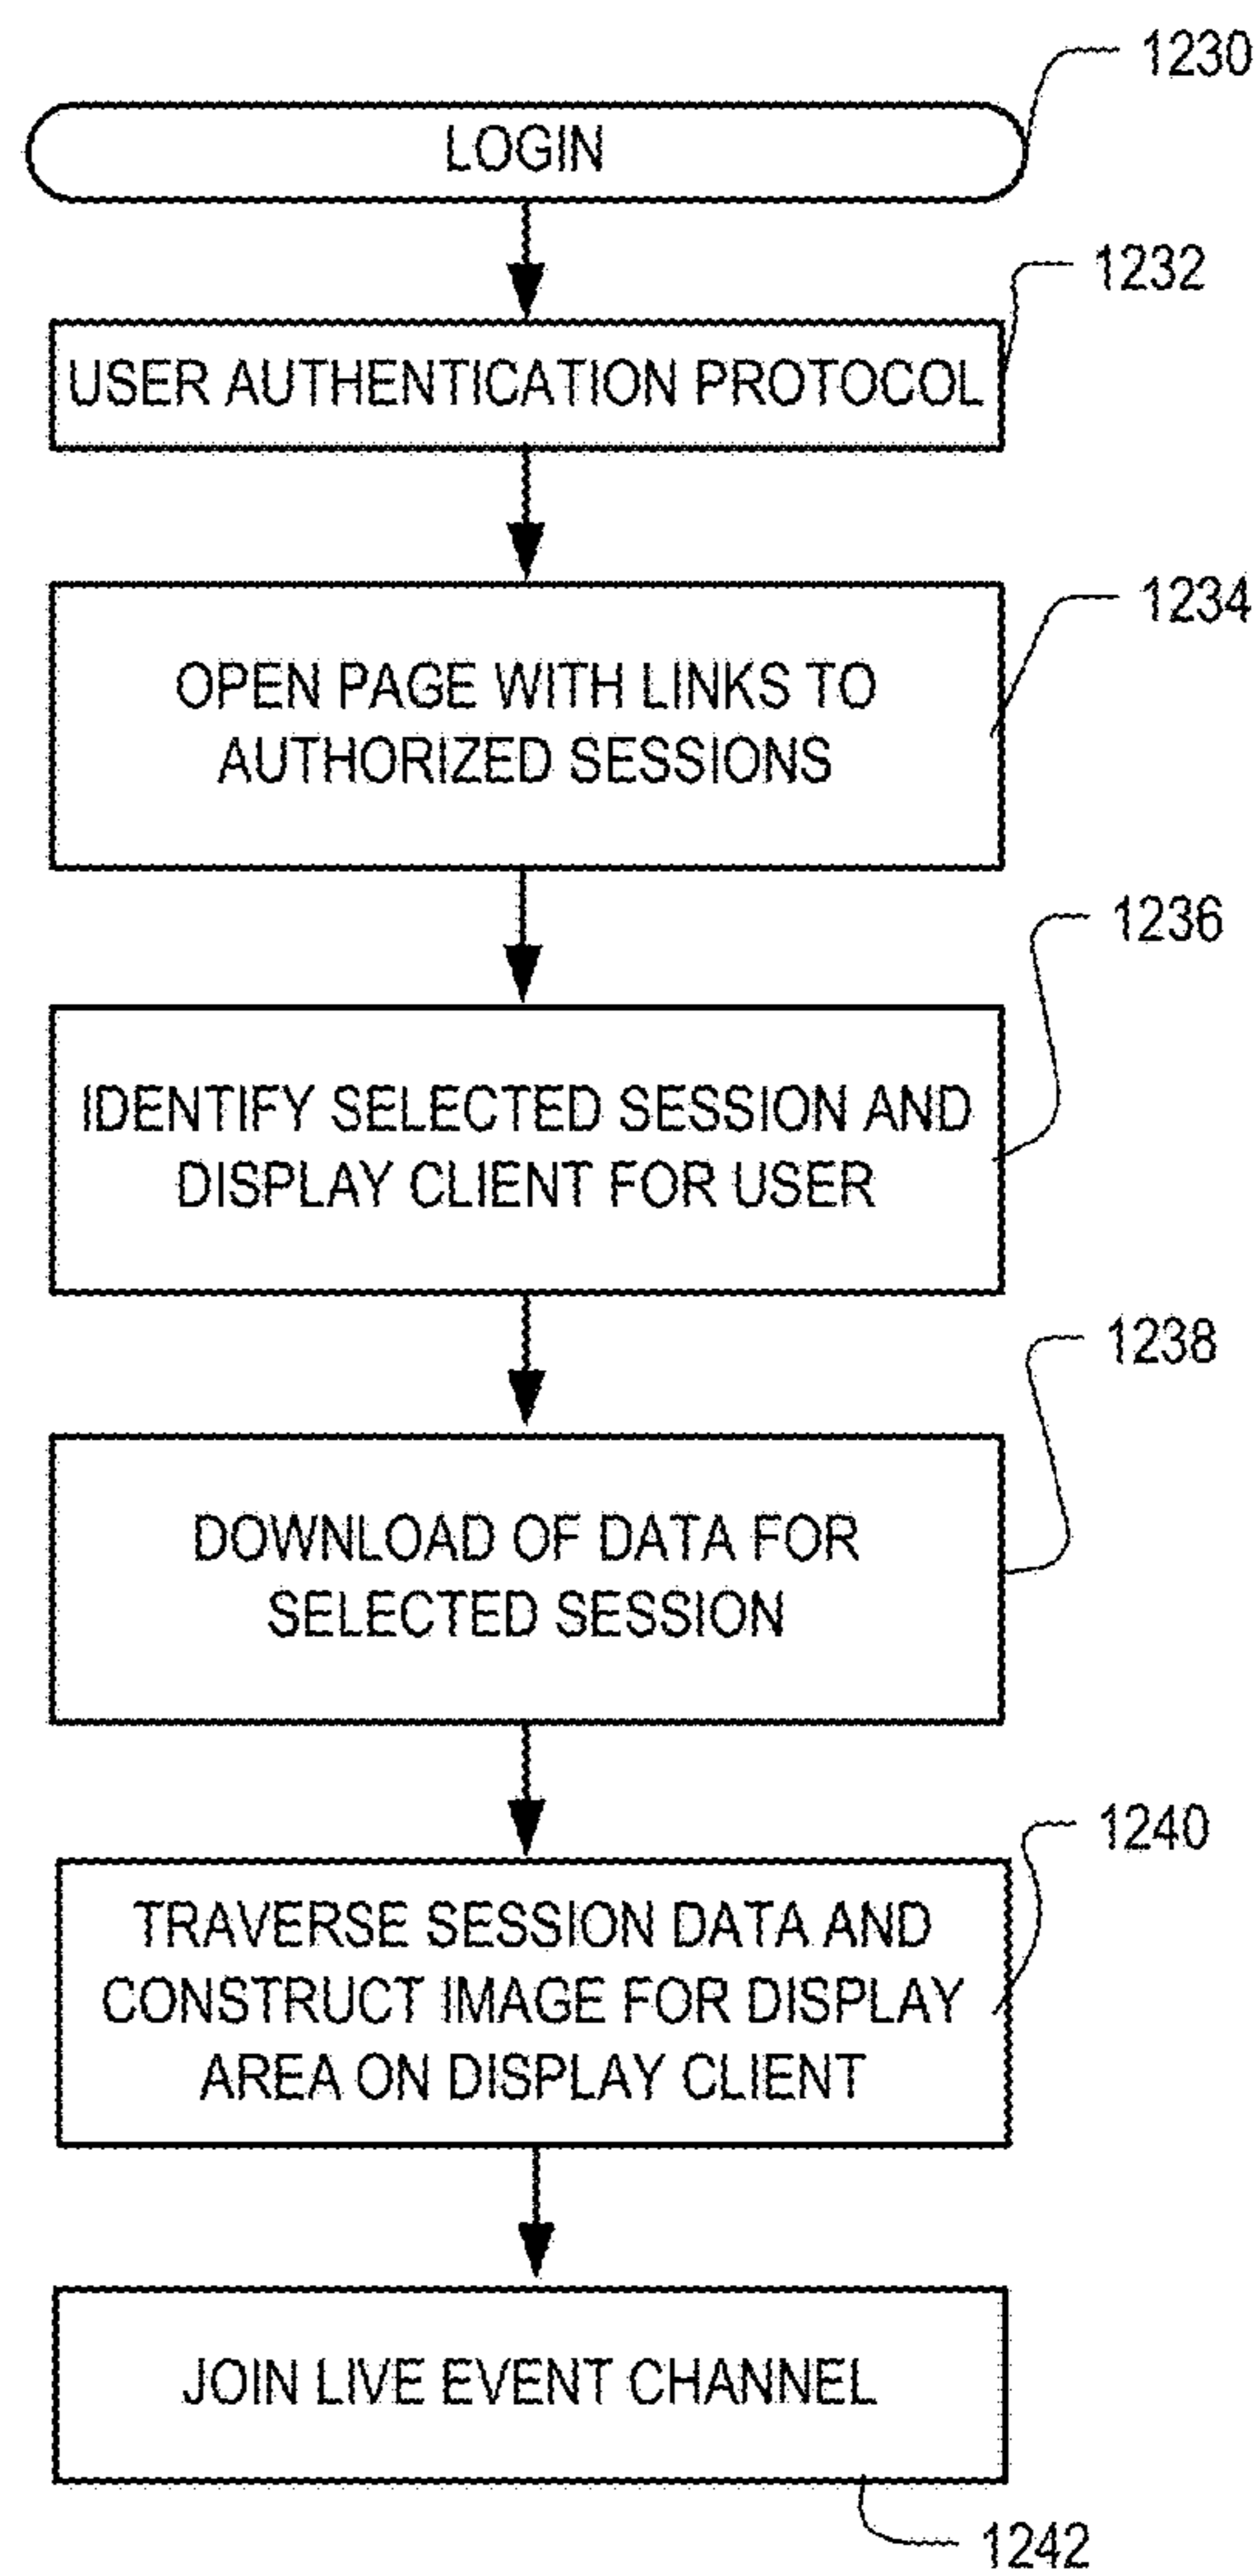 1230
LOGIN
1232
USER AUTHENTICATION PROTOCOL
1234
OPEN PAGE WITH LINKS TO
AUTHORIZED SESSIONS
1236
IDENTIFY SELECTED SESSION AND
DISPLAY CLIENT FOR USER
1238
DOWNLOAD OF DATA FOR
SELECTED SESSION
1240
TRAVERSE SESSION DATA AND
CONSTRUCT IMAGE FOR DISPLAY
AREA ON DISPLAY CLIENT
JOIN LIVE EVENT CHANNEL
1242